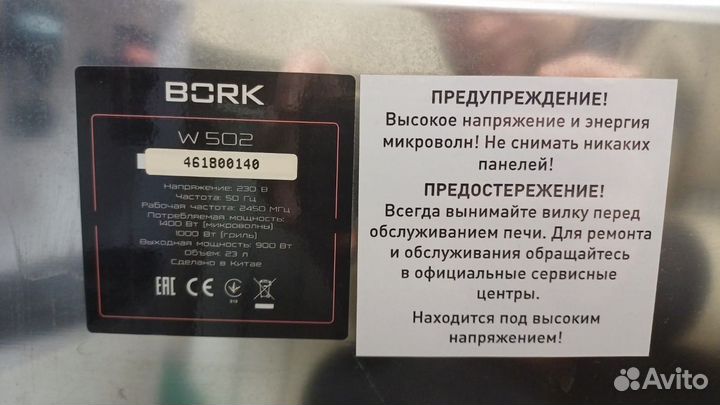 BORK
W 502
461800140
Напряжение: 230 В
Частота: 50 Гц
Рабочая частота: 2450 МГц
Потребляемая мощность:
1400 Вт (микроволны)
1000 Вт (гриль)
Выходная мощность: 900 Вт
Объем: 23 л
Сделано в Китае
EAC CE
ПРЕДУПРЕЖДЕНИЕ!
Высокое напряжение и энергия
микроволн! Не снимать никаких
панелей!
ПРЕДОСТЕРЕЖЕНИЕ!
Всегда вынимайте вилку перед
обслуживанием печи. Для ремонта
и обслуживания обращайтесь
в официальные сервисные
центры.
Находится под высоким
напряжением!
Avito